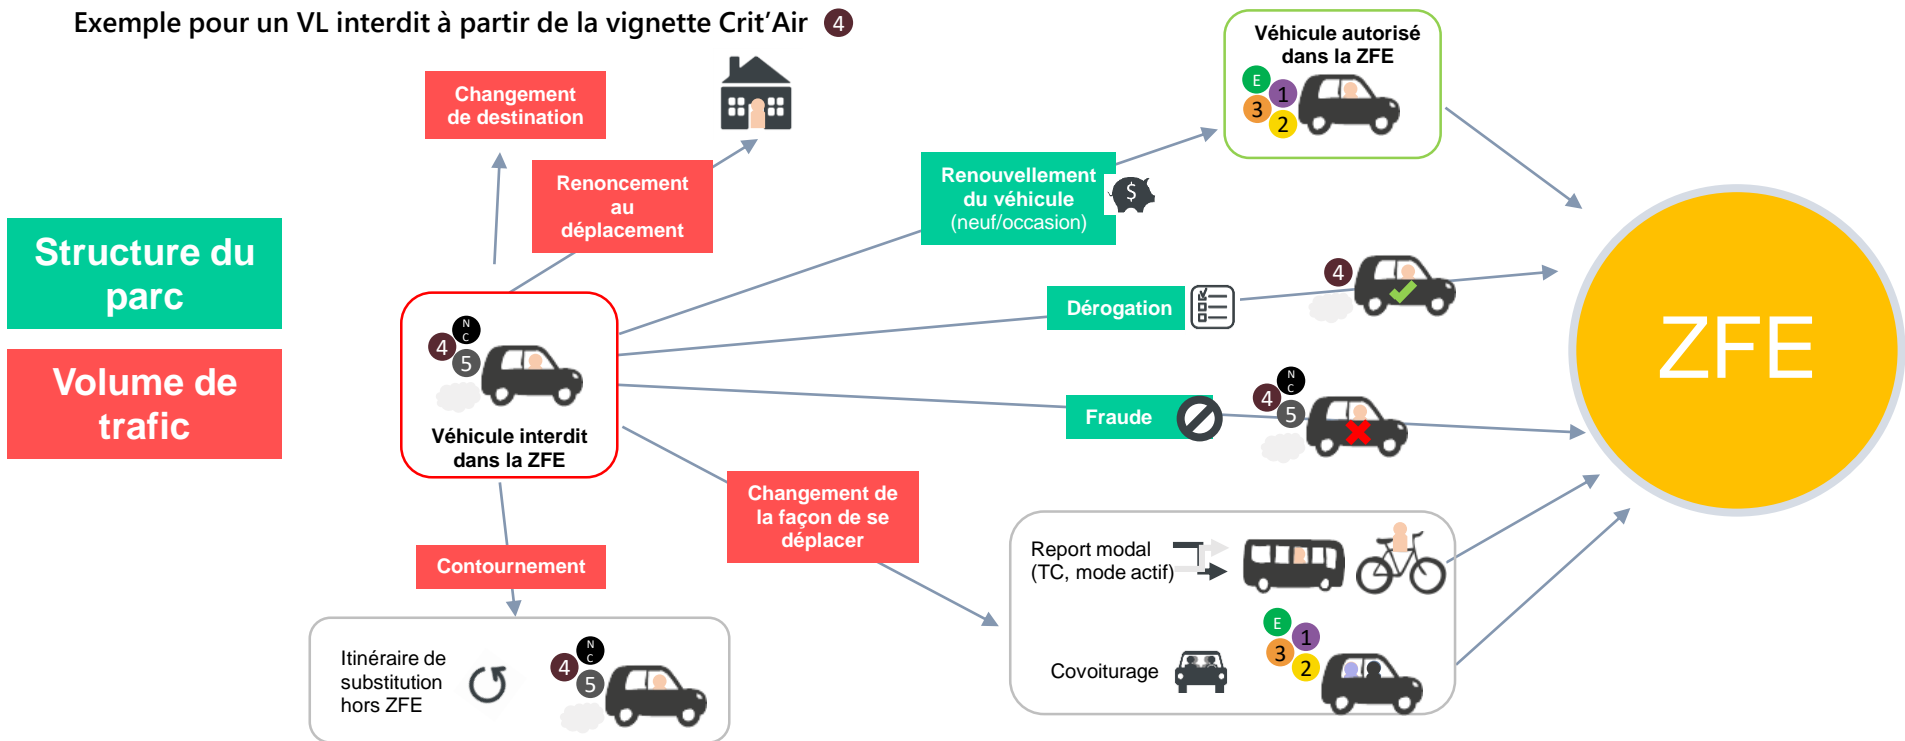 Exemple pour un VL interdit à partir de la vignette Crit'Air 4
Véhicule autorisé
dans la ZFE
E
1
3
2
Changement
de destination
Renoncement
au
déplacement
Renouvellement
du véhicule
(neuf/occasion)
$
Structure du
parc
Volume de
trafic
4
Dérogation
N
C
4
5
Véhicule interdit
dans la ZFE
N
C
4
5
Fraude
ZFE
Changement de
la façon de se
déplacer
Contournement
Report modal
(TC, mode actif)
E
1
3
2
Covoiturage
Itinéraire de
substitution
hors ZFE
N
C
4
5